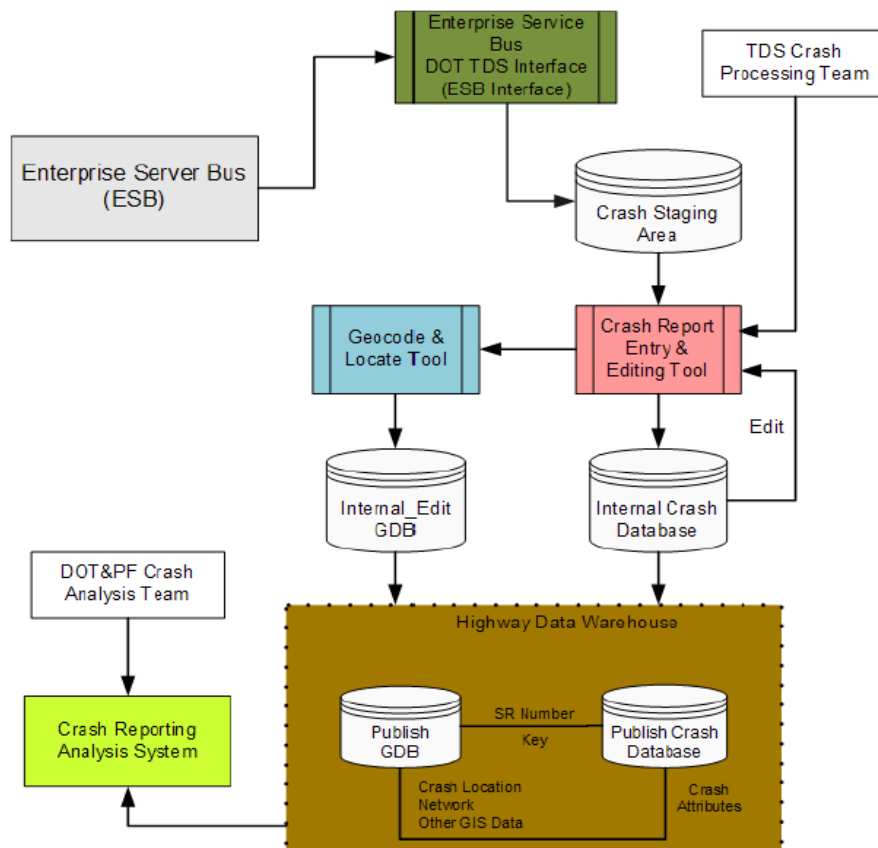 Enterprise Service
Bus
DOT TDS Interface
(ESB Interface)
TDS Crash
Processing Team
Enterprise Server Bus
(ESB)
Crash Staging
Area
Geocode &
Locate Tool
Crash Report
Entry &
Editing Tool
Edit
Internal_Edit
GDB
Internal Crash
Database
DOT&PF Crash
Analysis Team
Highway Data Warehouse
Crash Reporting
Analysis System
Publish
GDB
SR Number
Key
Publish Crash
Database
Crash Location
Network
Other GIS Data
Crash
Attributes